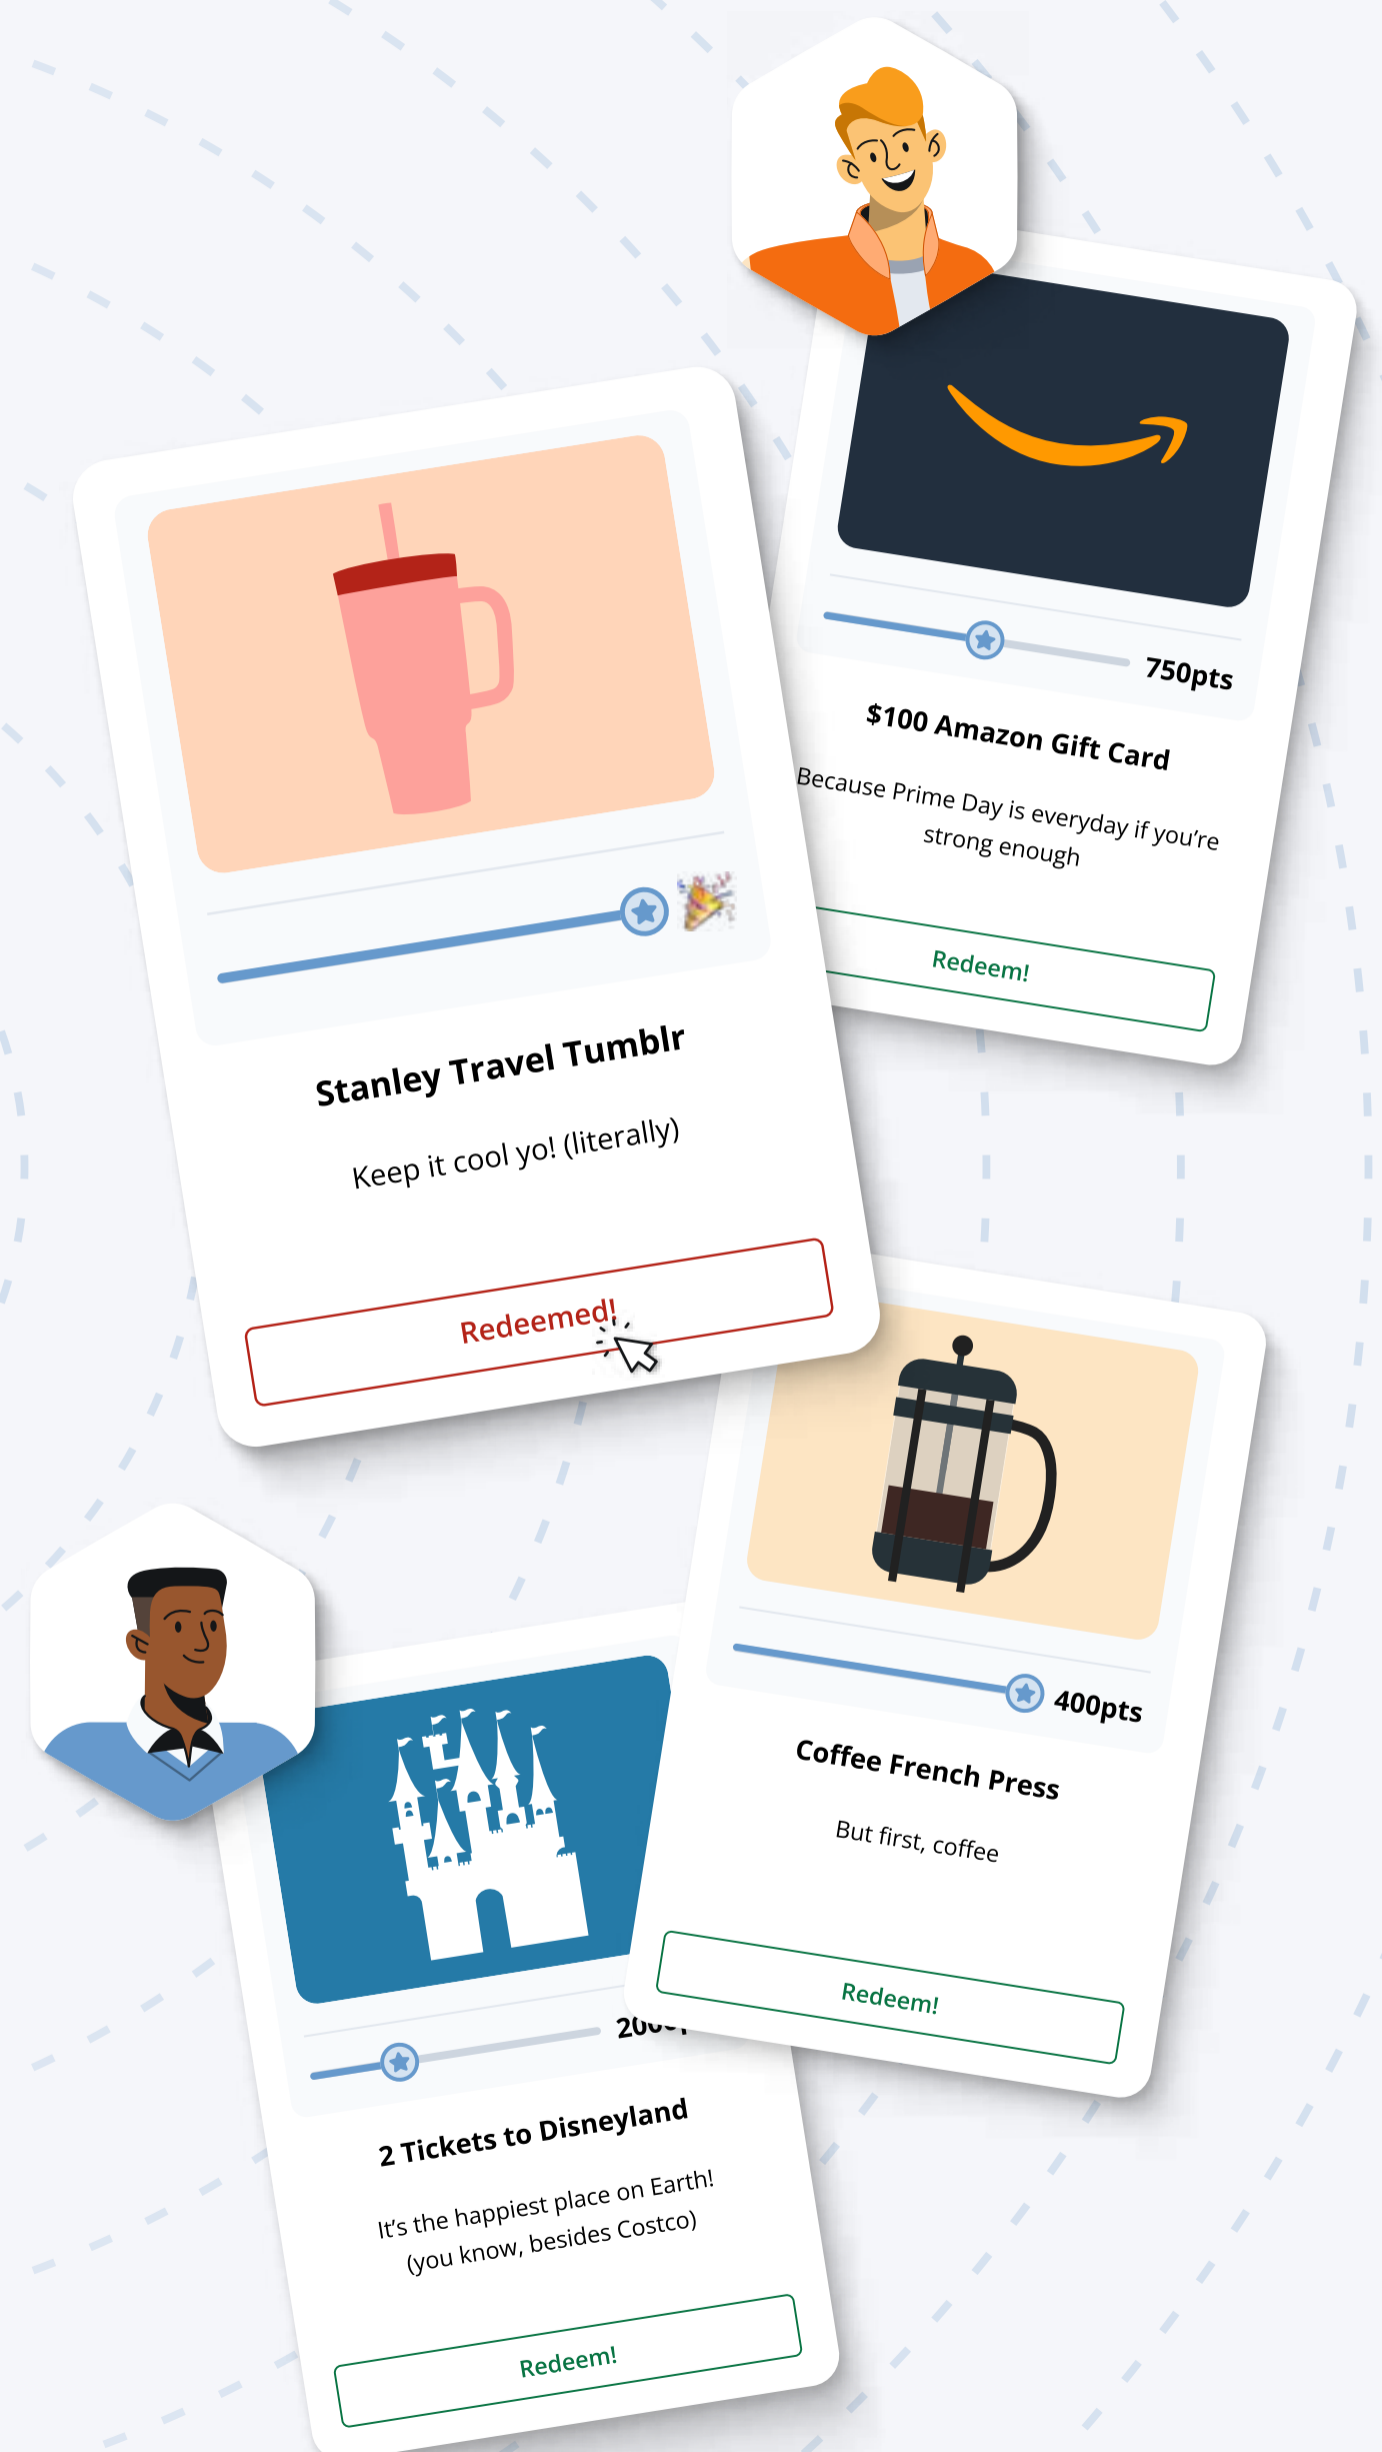 750pts
$100 Amazon Gift Card
Because Prime Day is everyday if you’re
strong enough
Redeem!
Stanley Travel Tumblr
Keep it cool yo! (literally)
Redeemed!
400pts
Coffee French Press
But first, coffee
Redeem!
2 Tickets to Disneyland
It’s the happiest place on Earth!
(you know, besides Costco)
Redeem!